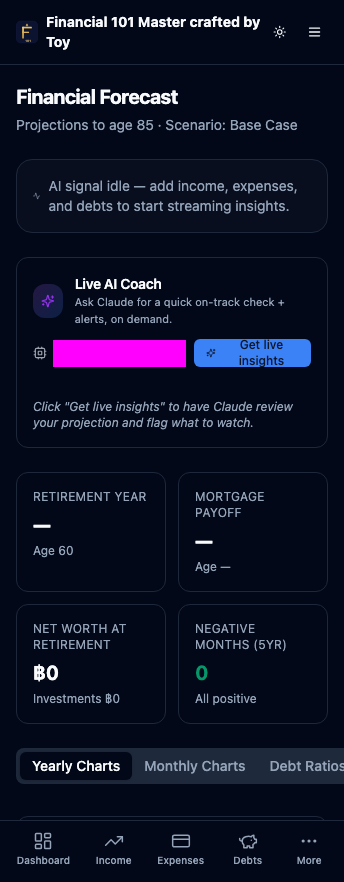 Financial 101 Master crafted by
Toy
Financial Forecast
Projections to age 85 · Scenario: Base Case
AI signal idle — add income, expenses,
and debts to start streaming insights.
Live AI Coach
Ask Claude for a quick on-track check +
alerts, on demand.
Get live
insights
Click "Get live insights" to have Claude review
your projection and flag what to watch.
RETIREMENT YEAR
—
Age 60
MORTGAGE
PAYOFF
—
Age —
NET WORTH AT
RETIREMENT
฿0
Investments ฿0
NEGATIVE
MONTHS (5YR)
0
All positive
Yearly Charts Monthly Charts Debt Ratios
Dashboard Income Expenses Debts More